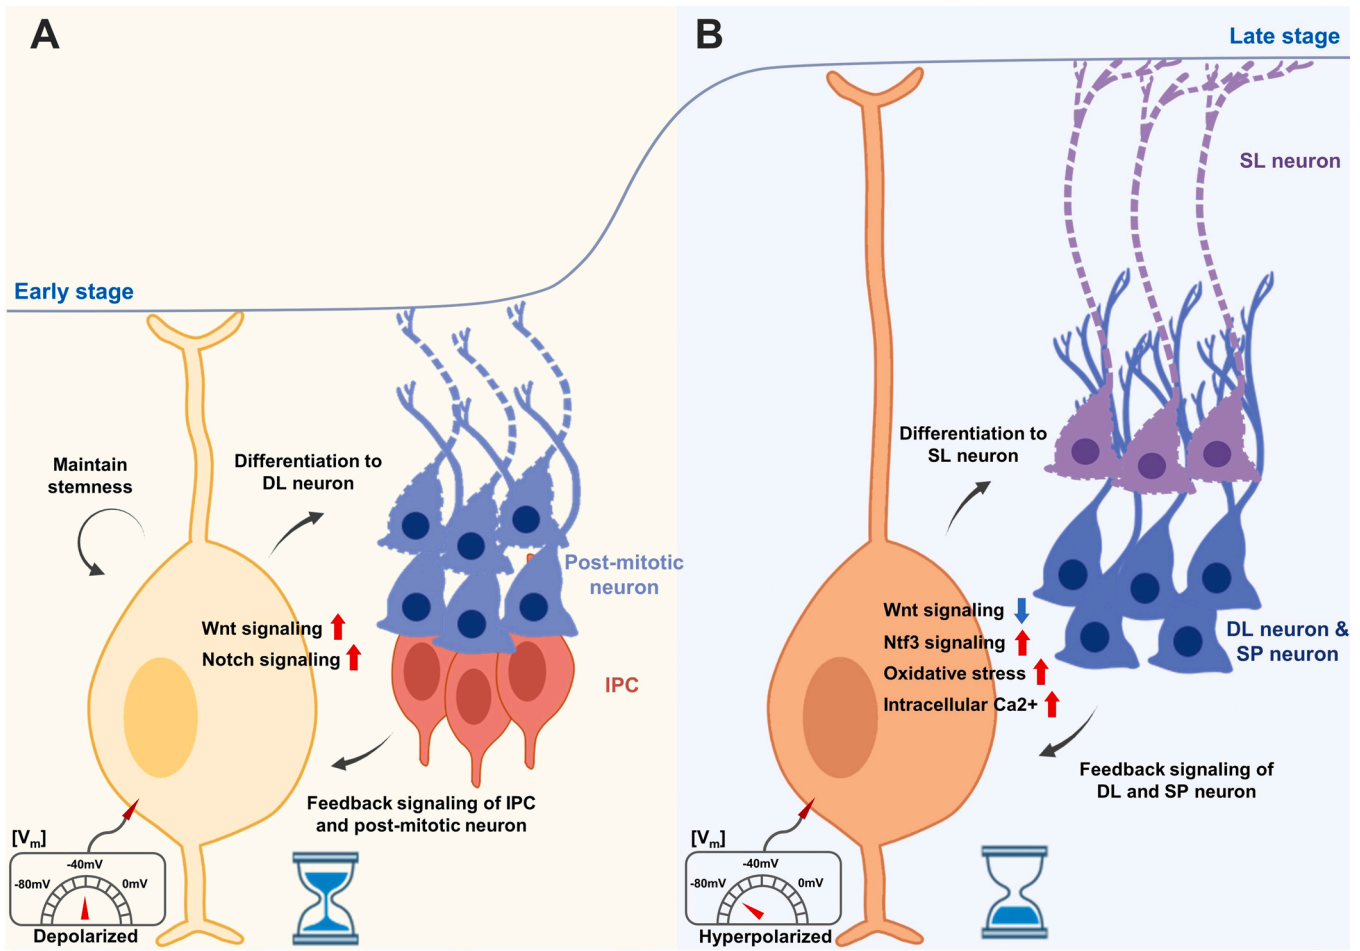 A
Early stage
Maintain
stemness
Differentiation to
DL neuron
Post-mitotic
neuron
Wnt signaling
Notch signaling
IPC
Feedback signaling of IPC
and post-mitotic neuron
[Vm]
-40mV
-80mV
0mV
Depolarized
B
Late stage
SL neuron
Differentiation to
SL neuron
Wnt signaling
Ntf3 signaling
Oxidative stress
Intracellular Ca2+
DL neuron &
SP neuron
Feedback signaling of
DL and SP neuron
[Vm]
-40mV
-80mV
0mV
Hyperpolarized